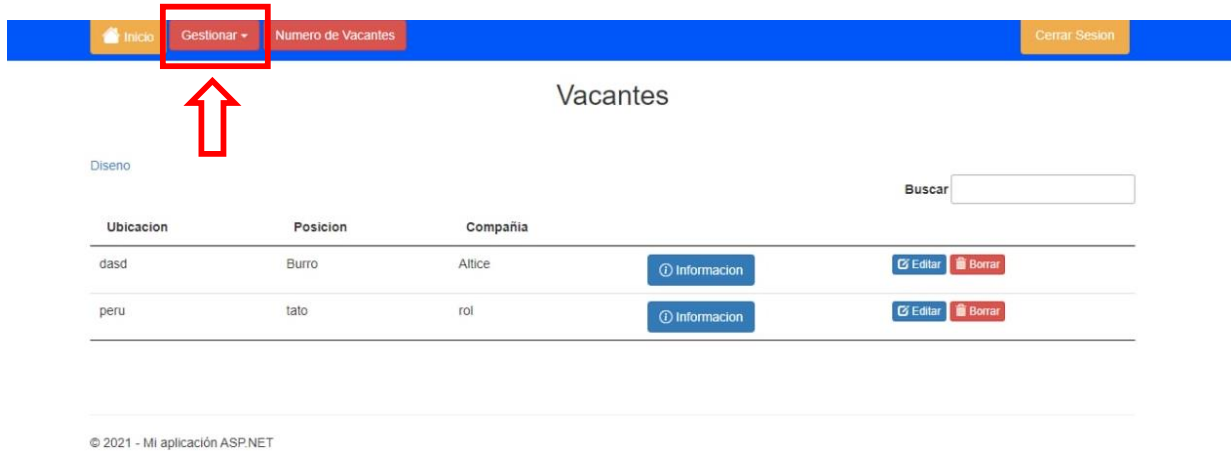 Inicio Gestionar Numero de Vacantes Cerrar Sesion
Vacantes
Diseno
Buscar
Ubicacion Posicion Compañia
dasd Burro Altice Informacion Editar Borrar
peru tato rol Informacion Editar Borrar
© 2021 - Mi aplicación ASP.NET